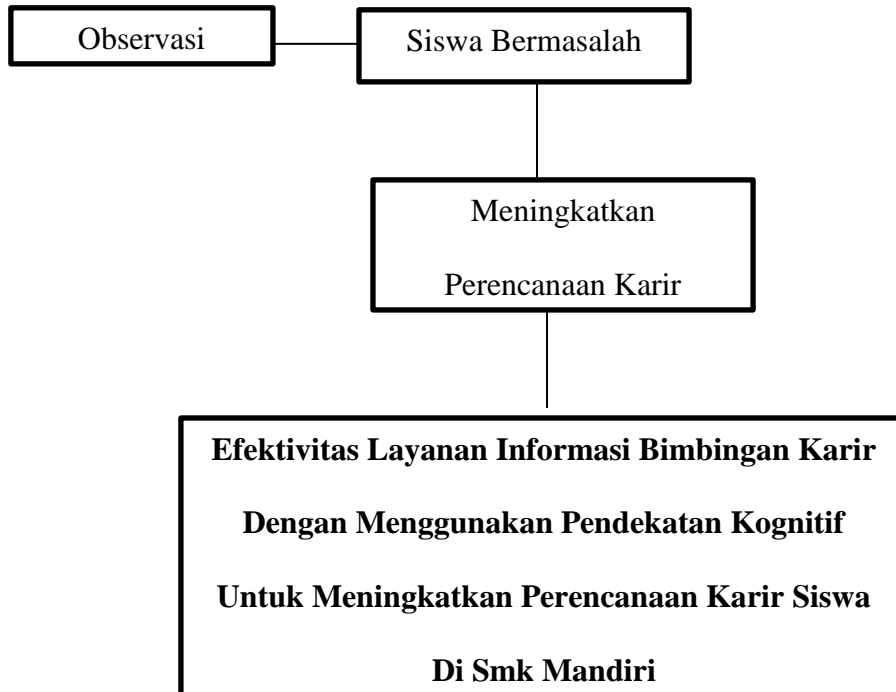 Observasi
Siswa Bermasalah
Meningkatkan
Perencanaan Karir
Efektivitas Layanan Informasi Bimbingan Karir
Dengan Menggunakan Pendekatan Kognitif
Untuk Meningkatkan Perencanaan Karir Siswa
Di Smk Mandiri